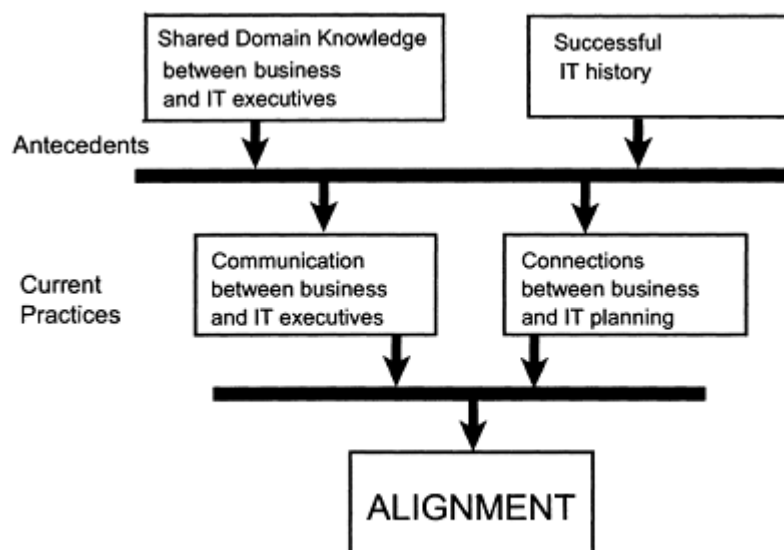 Shared Domain Knowledge
between business
and IT executives
Successful
IT history
Antecedents
Communication
between business
and IT executives
Connections
between business
and IT planning
Current
Practices
ALIGNMENT